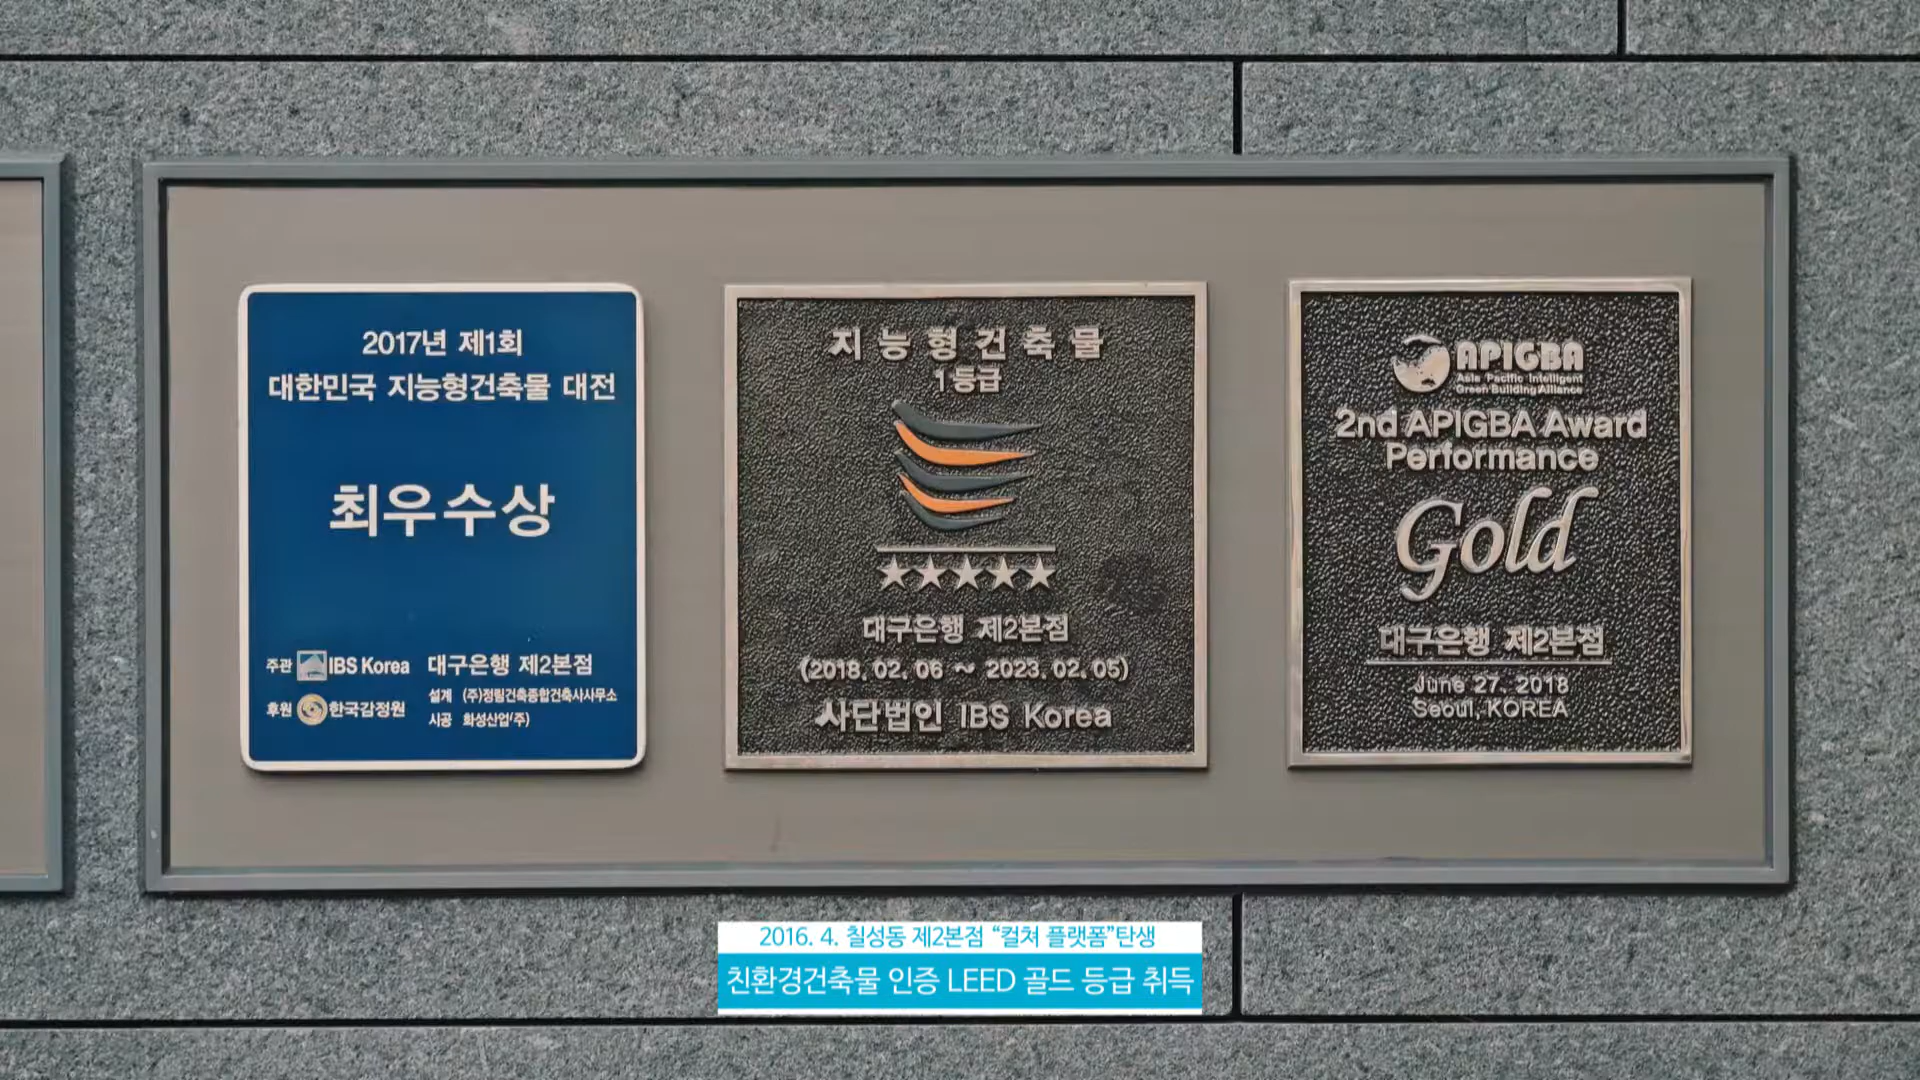 2017년 제1회
대한민국 지능형건축물 대전
최우수상
주관 IBS Korea 대구은행 제2본점
후원 한국감정원
설계 (주)정림건축종합건축사사무소
시공 화성산업(주)
지능형건축물
1등급
대구은행 제2본점
(2018.02.06 ~ 2023.02.05)
사단법인 IBS Korea
APIGBA
Asia Pacific Intelligent
Green Building Alliance
2nd APIGBA Award
Performance
Gold
대구은행 제2본점
June 27. 2018
Seoul, KOREA
2016. 4. 칠성동 제2본점 “컬쳐 플랫폼”탄생
친환경건축물 인증 LEED 골드 등급 취득